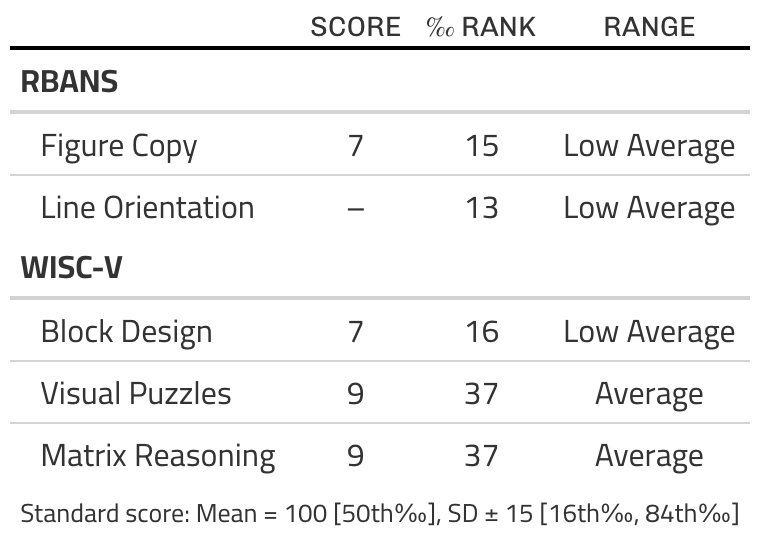 SCORE ‰ RANK RANGE
RBANS
Figure Copy 7 15 Low Average
Line Orientation – 13 Low Average
WISC-V
Block Design 7 16 Low Average
Visual Puzzles 9 37 Average
Matrix Reasoning 9 37 Average
Standard score: Mean = 100 [50th‰], SD ± 15 [16th‰, 84th‰]